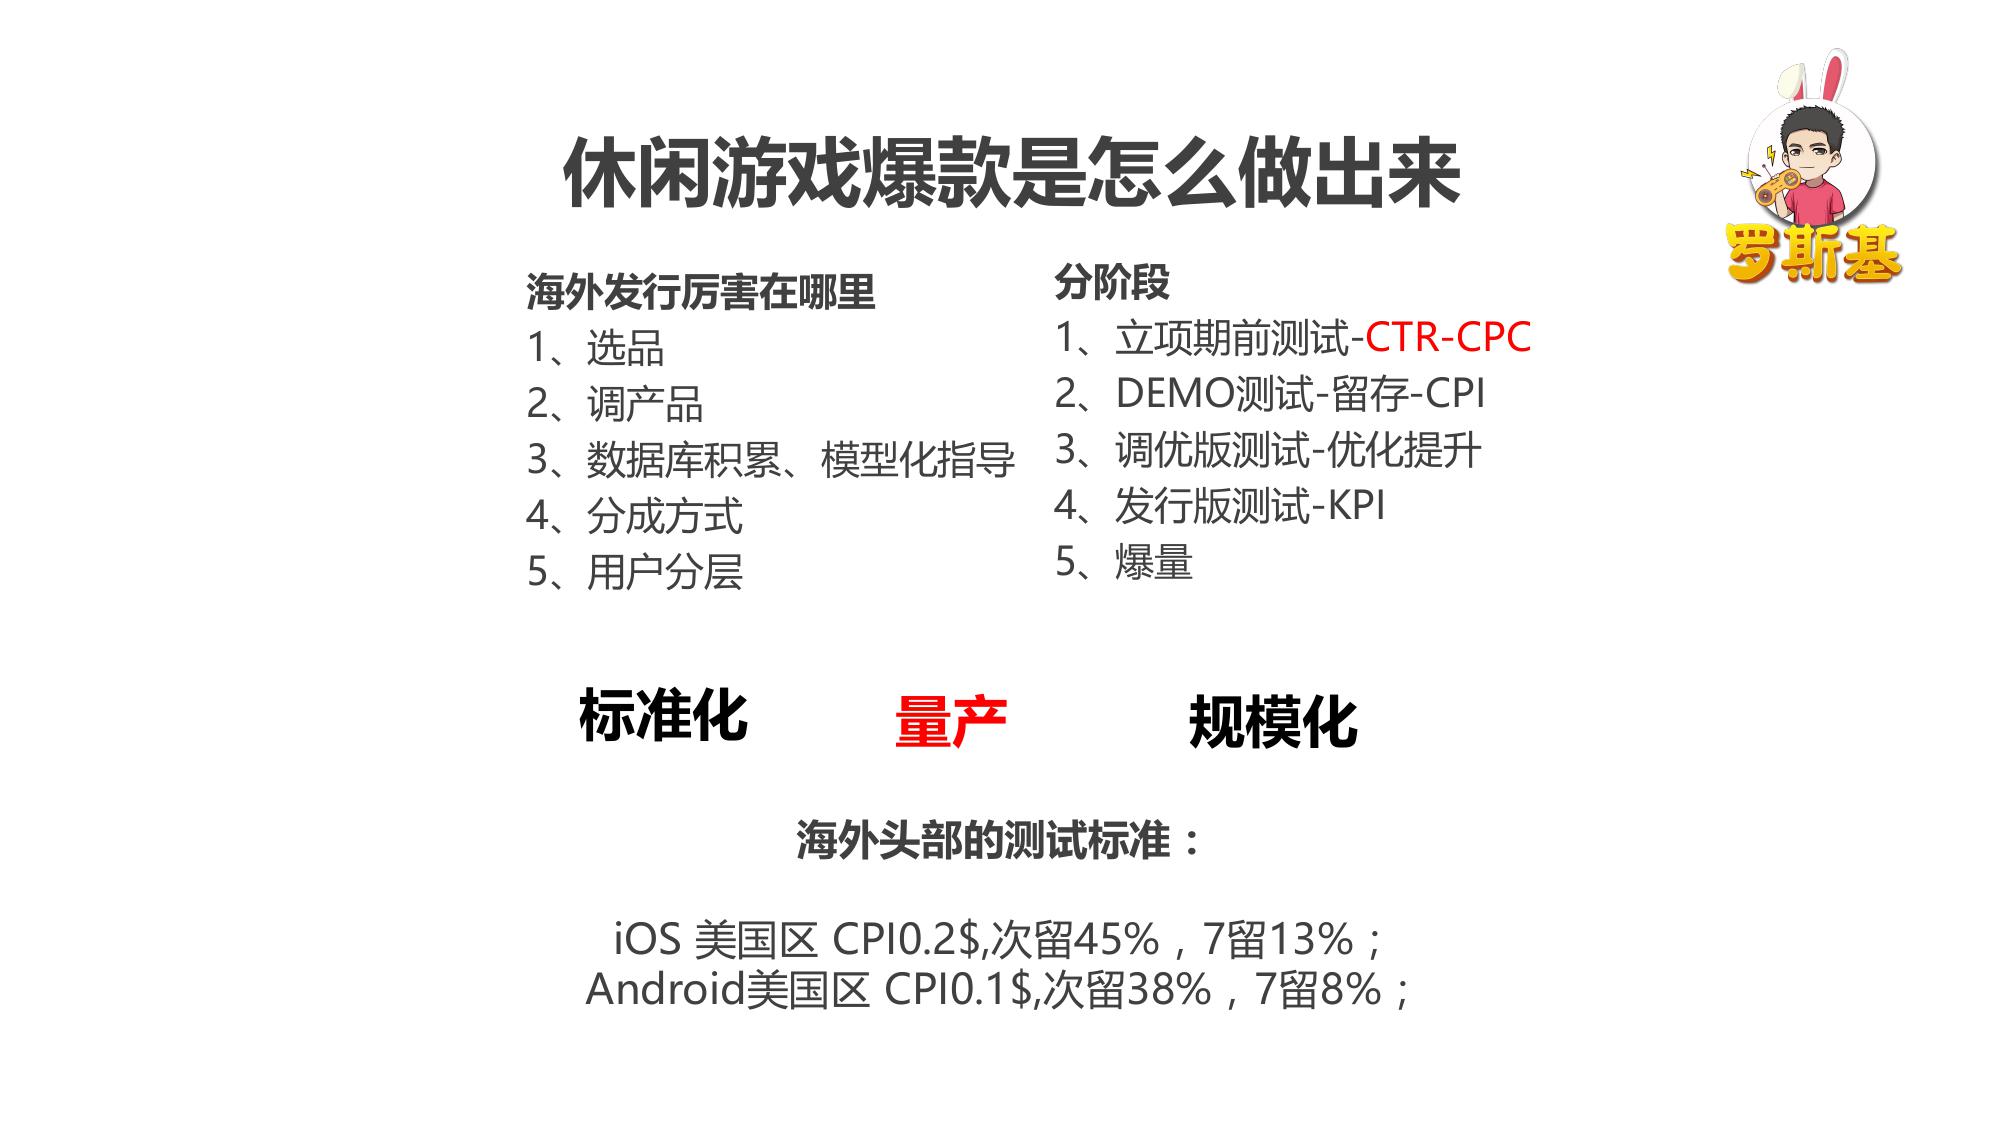 休闲游戏爆款是怎么做出来
罗斯基
海外发行厉害在哪里
1、选品
2、调产品
3、数据库积累、模型化指导
4、分成方式
5、用户分层
分阶段
1、立项期前测试-CTR-CPC
2、DEMO测试-留存-CPI
3、调优版测试-优化提升
4、发行版测试-KPI
5、爆量
标准化 量产 规模化
海外头部的测试标准：
iOS 美国区 CPI0.2$,次留45%，7留13%；
Android美国区 CPI0.1$,次留38%，7留8%；